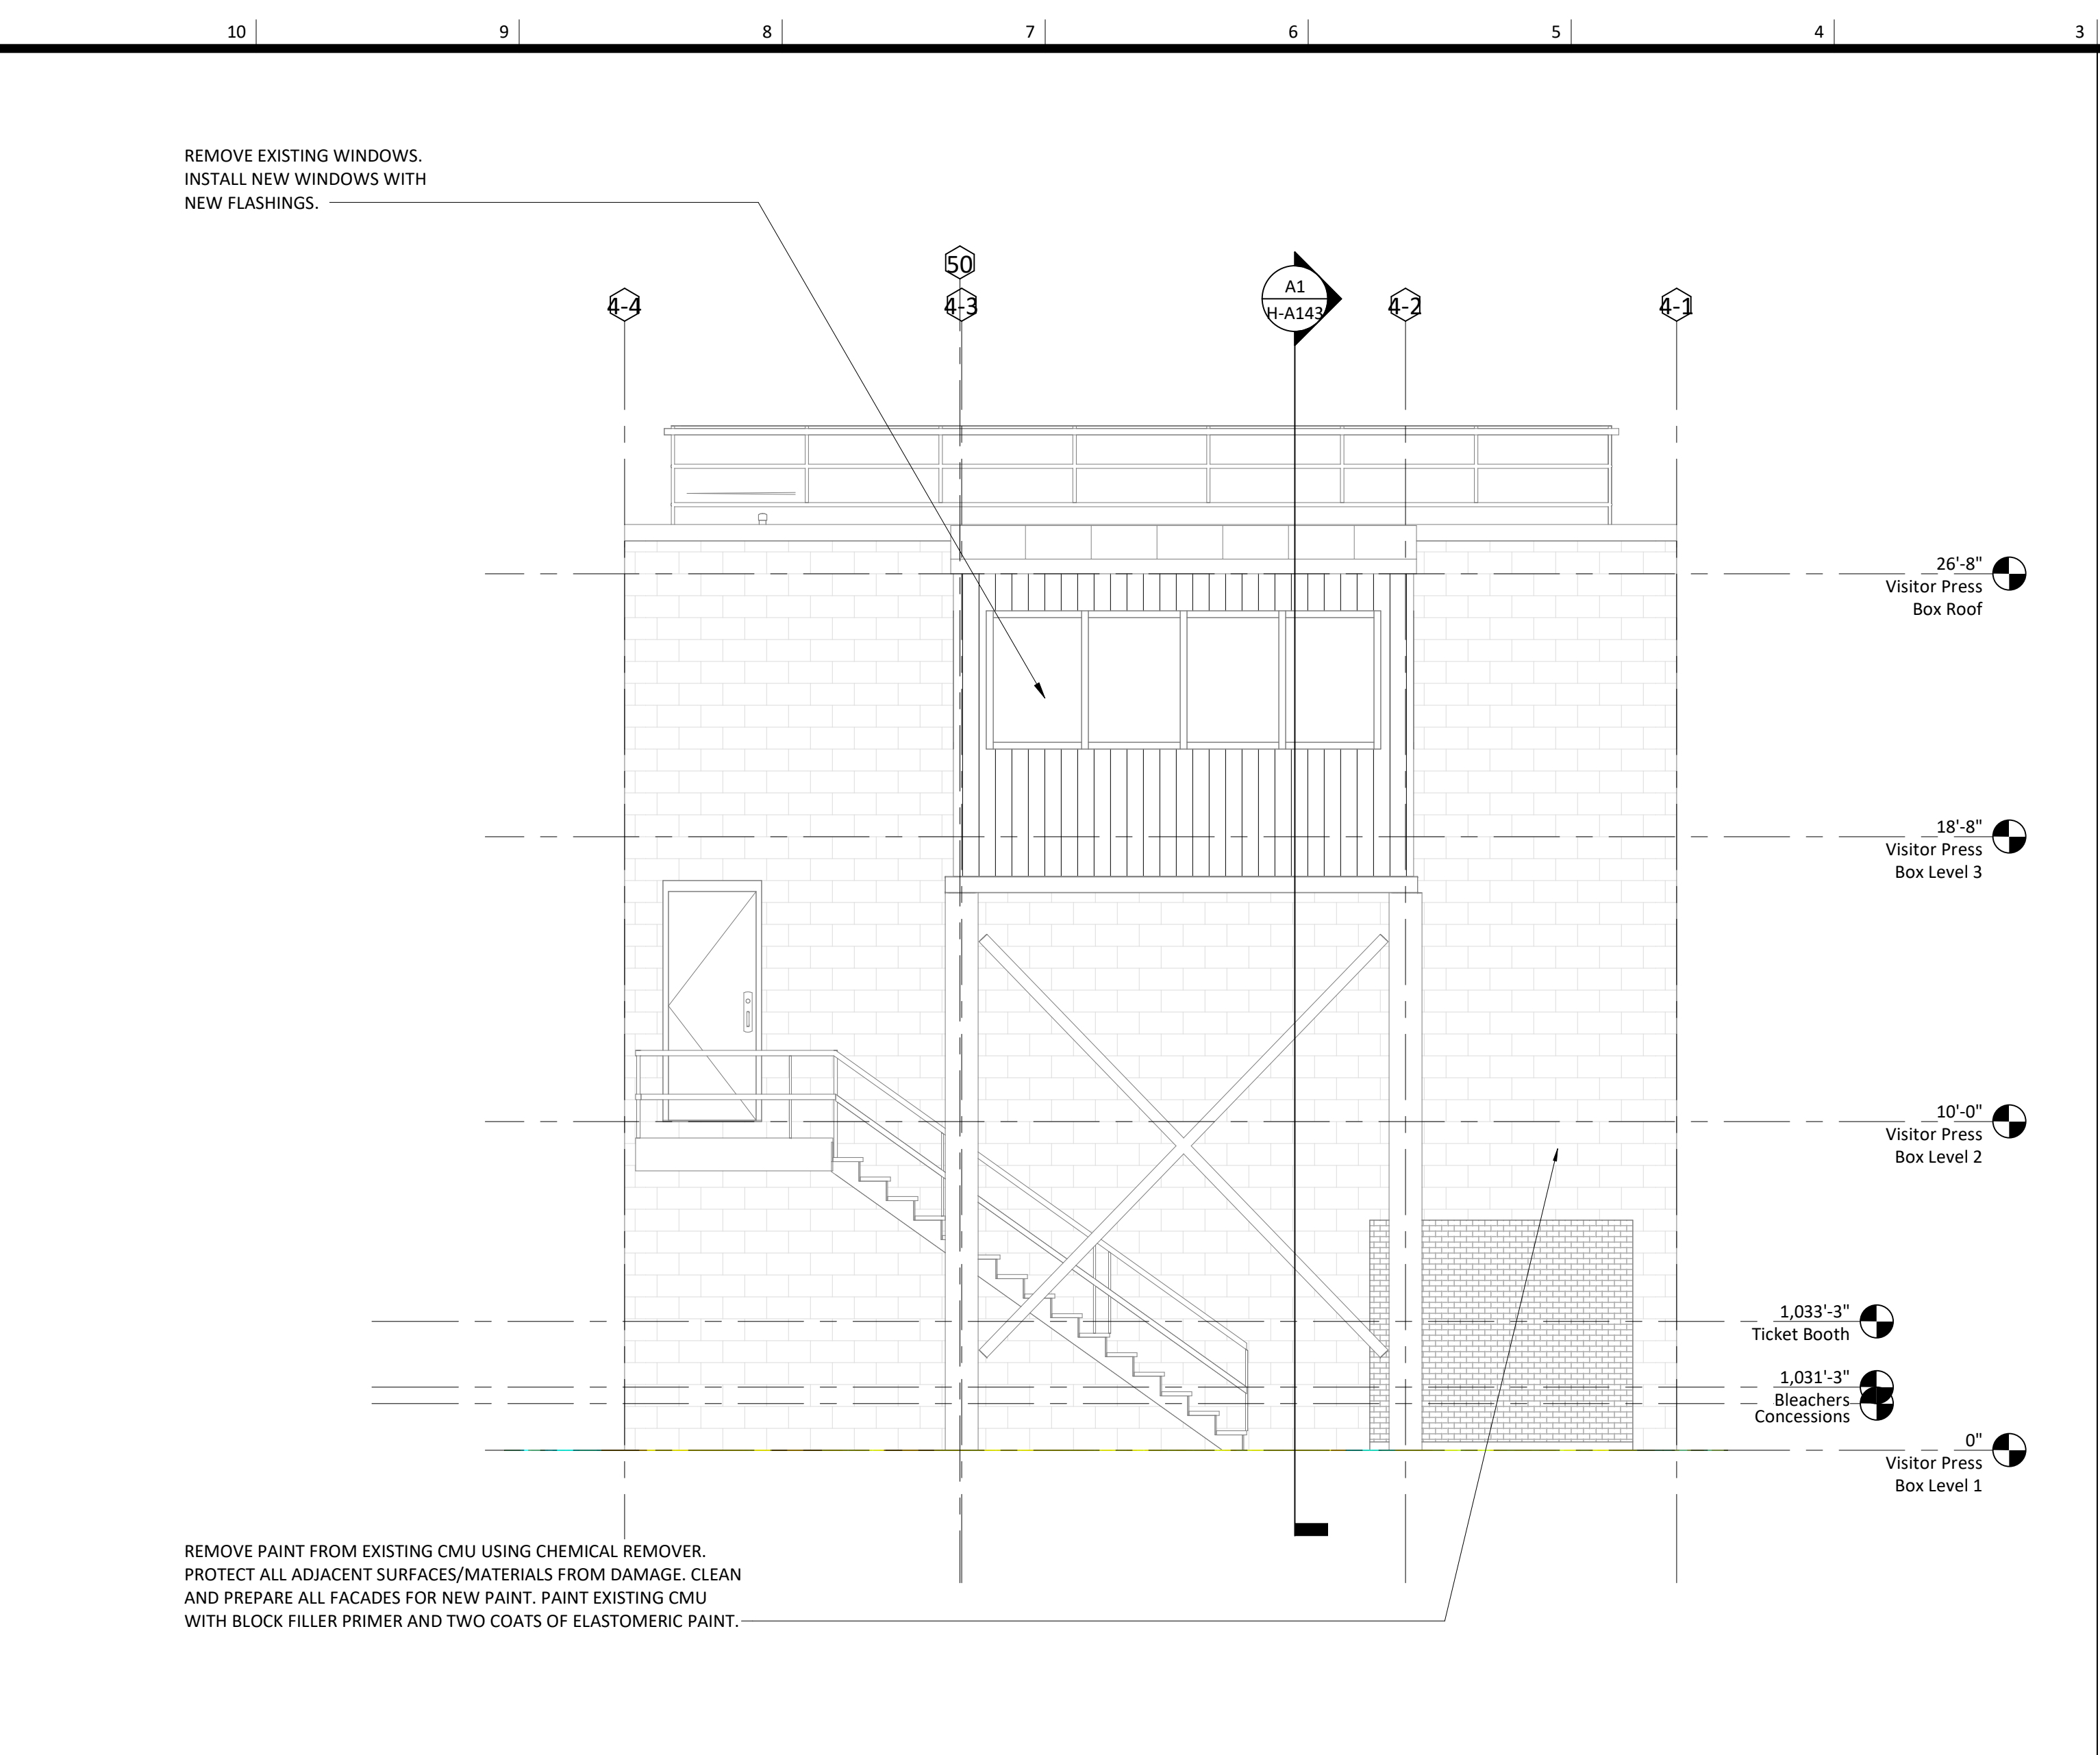 10 9 8 7 6 5 4 3
REMOVE EXISTING WINDOWS.
INSTALL NEW WINDOWS WITH
NEW FLASHINGS.
50
4-4 4-3 A1 4-2 4-1
H-A143
26'-8"
Visitor Press
Box Roof
18'-8"
Visitor Press
Box Level 3
10'-0"
Visitor Press
Box Level 2
1,033'-3"
Ticket Booth
1,031'-3"
Bleachers
Concessions
0"
Visitor Press
Box Level 1
REMOVE PAINT FROM EXISTING CMU USING CHEMICAL REMOVER.
PROTECT ALL ADJACENT SURFACES/MATERIALS FROM DAMAGE. CLEAN
AND PREPARE ALL FACADES FOR NEW PAINT. PAINT EXISTING CMU
WITH BLOCK FILLER PRIMER AND TWO COATS OF ELASTOMERIC PAINT.